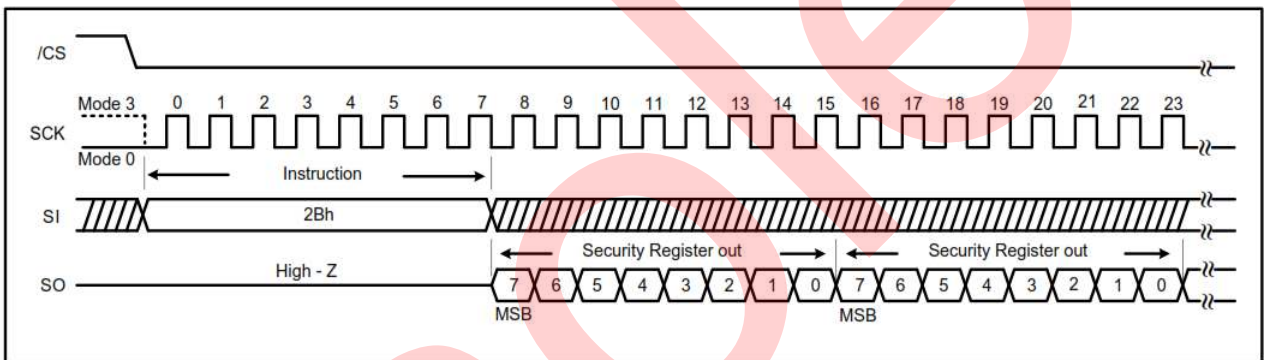 /CS
Mode 3 0 1 2 3 4 5 6 7 8 9 10 11 12 13 14 15 16 17 18 19 20 21 22 23
SCK
Mode 0
Instruction
SI 2Bh
Security Register out Security Register out
High - Z
SO 7 6 5 4 3 2 1 0 7 6 5 4 3 2 1 0
MSB MSB